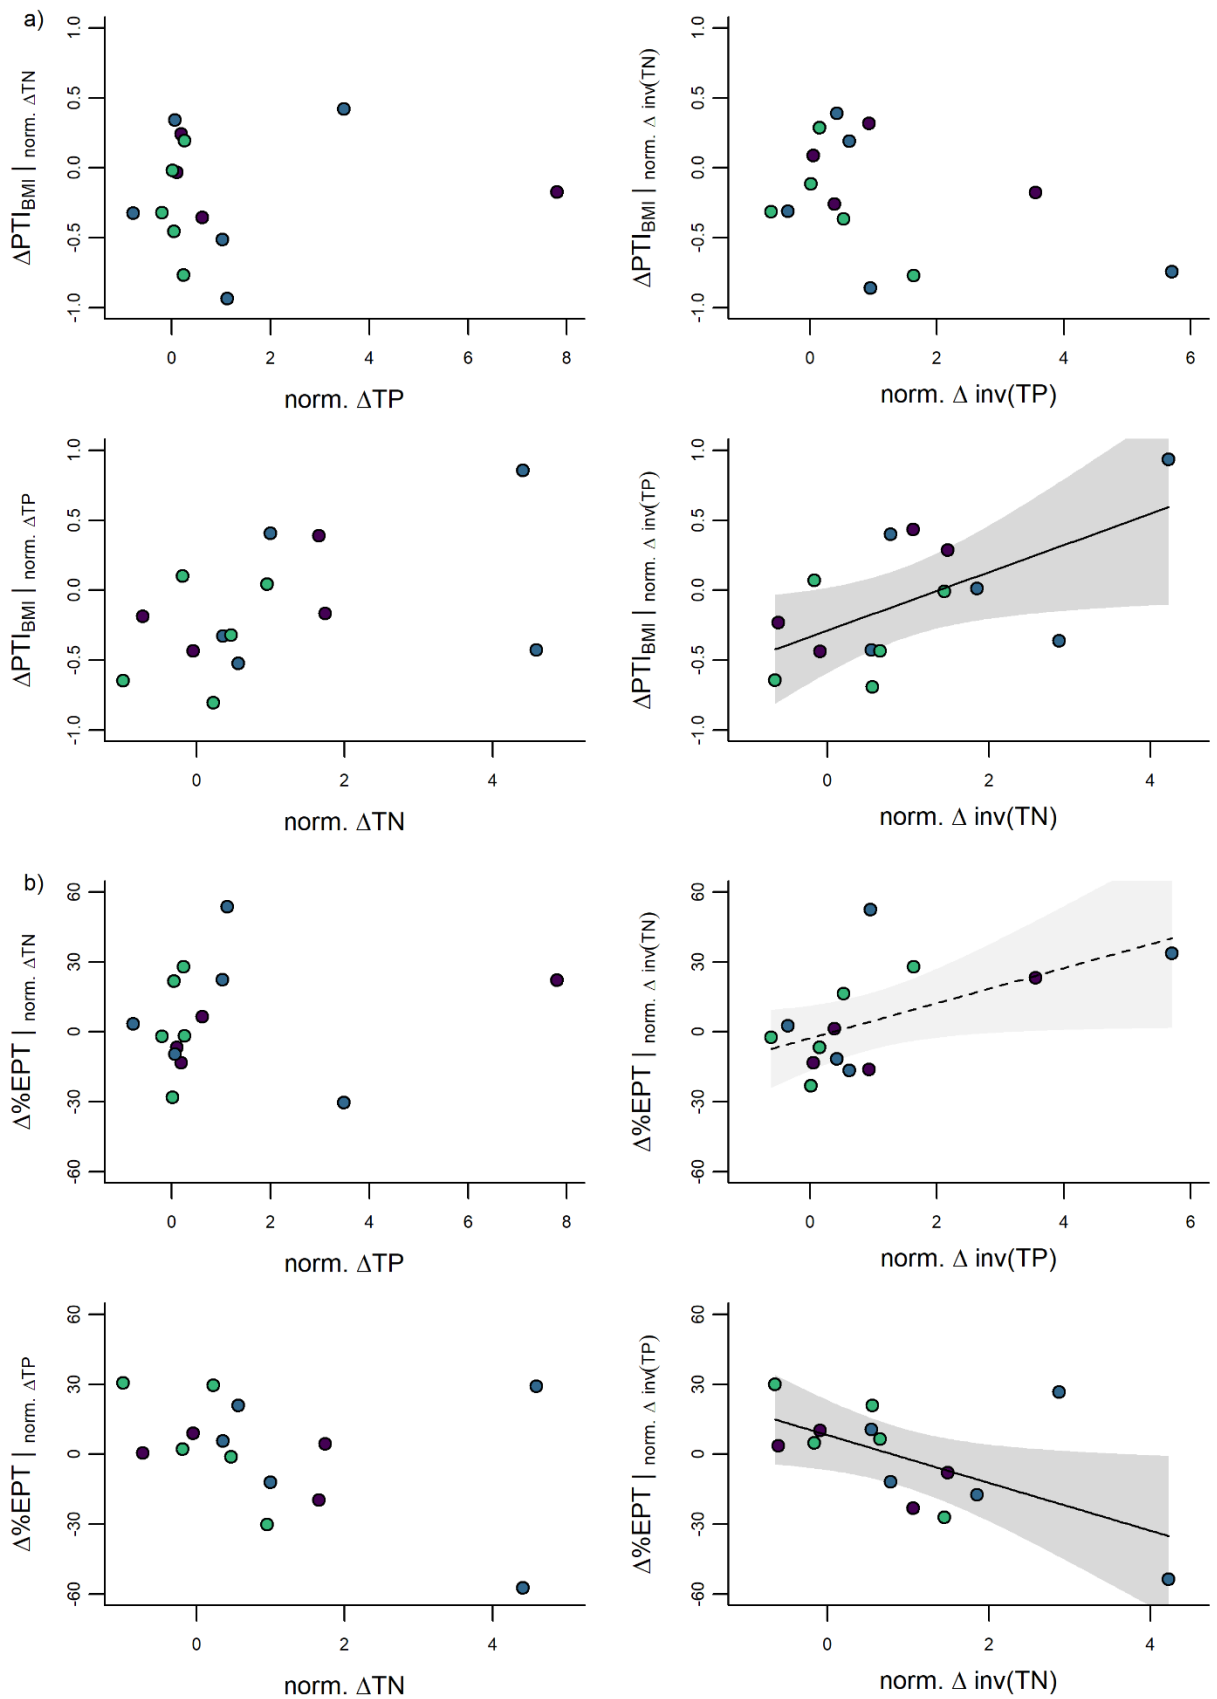 a)
ΔPTI_BMI | norm. ΔTN
1.0
0.5
0.0
-0.5
-1.0
0 2 4 6 8
norm. ΔTP
ΔPTI_BMI | norm. Δ inv(TN)
1.0
0.5
0.0
-0.5
-1.0
0 2 4 6
norm. Δ inv(TP)
ΔPTI_BMI | norm. ΔTP
1.0
0.5
0.0
-0.5
-1.0
0 2 4
norm. ΔTN
ΔPTI_BMI | norm. Δ inv(TP)
1.0
0.5
0.0
-0.5
-1.0
0 2 4
norm. Δ inv(TN)
b)
Δ%EPT | norm. ΔTN
60
30
0
-30
-60
0 2 4 6 8
norm. ΔTP
Δ%EPT | norm. Δ inv(TN)
60
30
0
-30
-60
0 2 4 6
norm. Δ inv(TP)
Δ%EPT | norm. ΔTP
60
30
0
-30
-60
0 2 4
norm. ΔTN
Δ%EPT | norm. Δ inv(TP)
60
30
0
-30
-60
0 2 4
norm. Δ inv(TN)